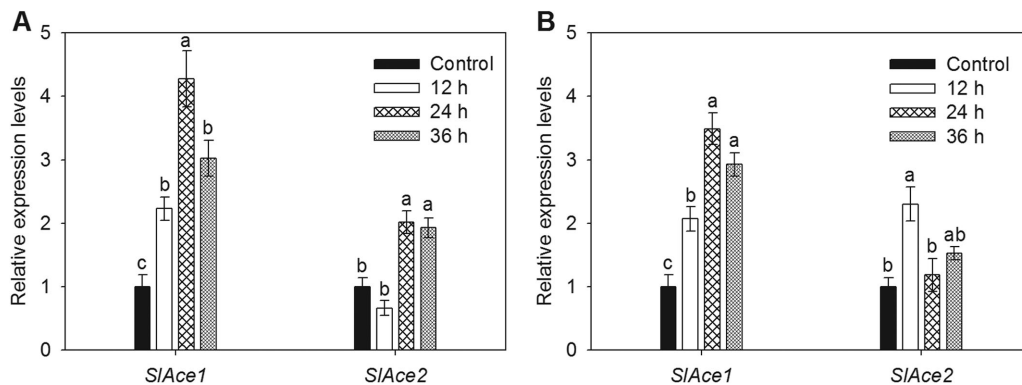 A
Relative expression levels
5
4
3
2
1
0
Control
12 h
24 h
36 h
c
b
a
b
b
b
a
a
SlAce1
SlAce2
B
Relative expression levels
5
4
3
2
1
0
Control
12 h
24 h
36 h
c
b
a
a
b
a
b
ab
SlAce1
SlAce2